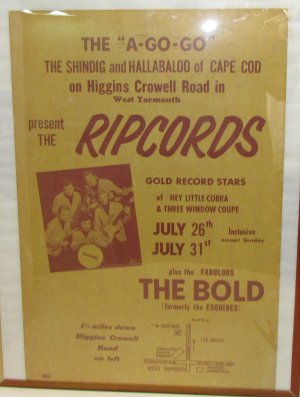 THE "A-GO-GO"
THE SHINDIG and HALLABALOO of CAPE COD
on Higgins Crowell Road in
West Yarmouth
present
THE
RIPCORDS
GOLD RECORD STARS
of HEY LITTLE COBRA
& THREE WINDOW COUPE
JULY 26th Inclusive
JULY 31st except Sunday
plus the FABULOUS
THE BOLD
(formerly the ESQUIRES)
1½ miles down
Higgins Crowell
Road
on left
"A-GO-GO"
1½ MILES
WEST YARMOUTH